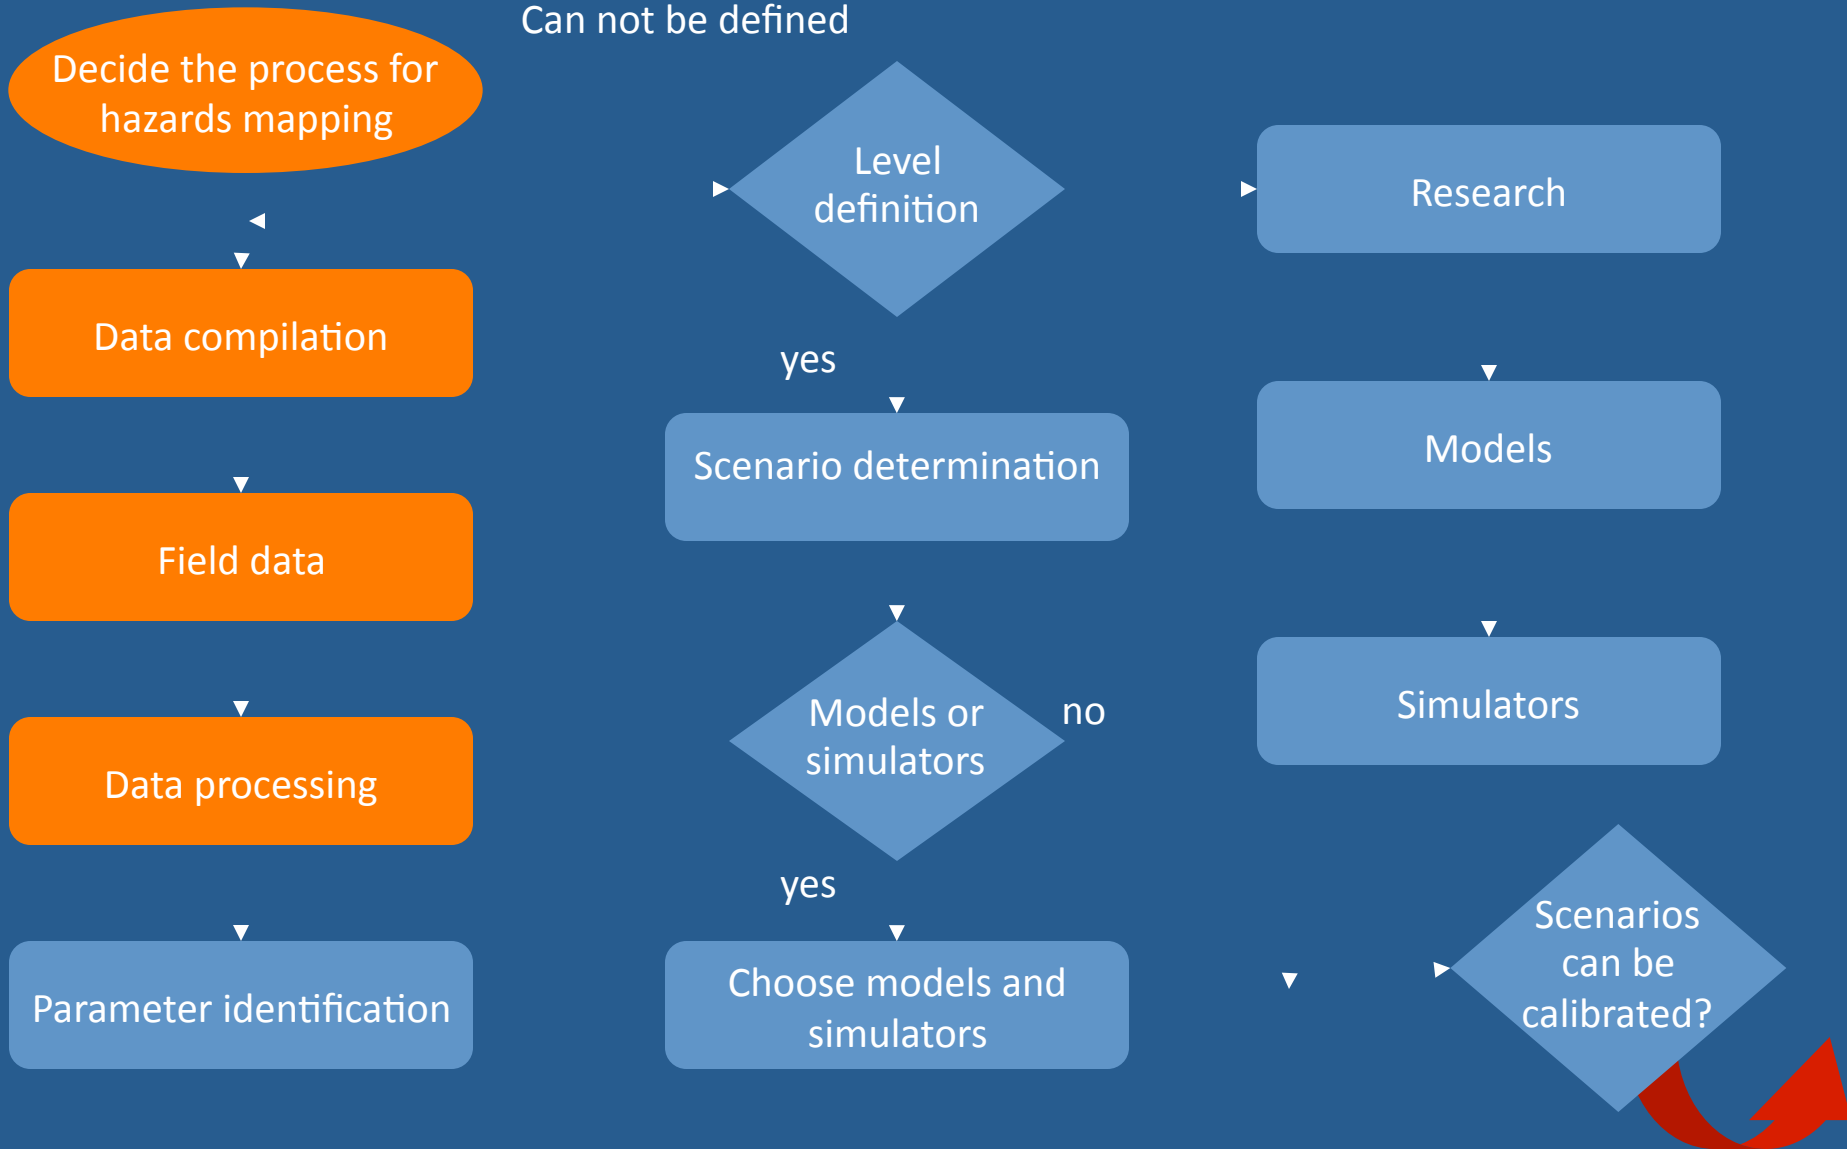 Can not be defined
Decide the process for
hazards mapping
Data compilation
Field data
Data processing
Parameter identification
Level
definition
yes
Scenario determination
Models or
simulators
no
yes
Choose models and
simulators
Research
Models
Simulators
Scenarios
can be
calibrated?